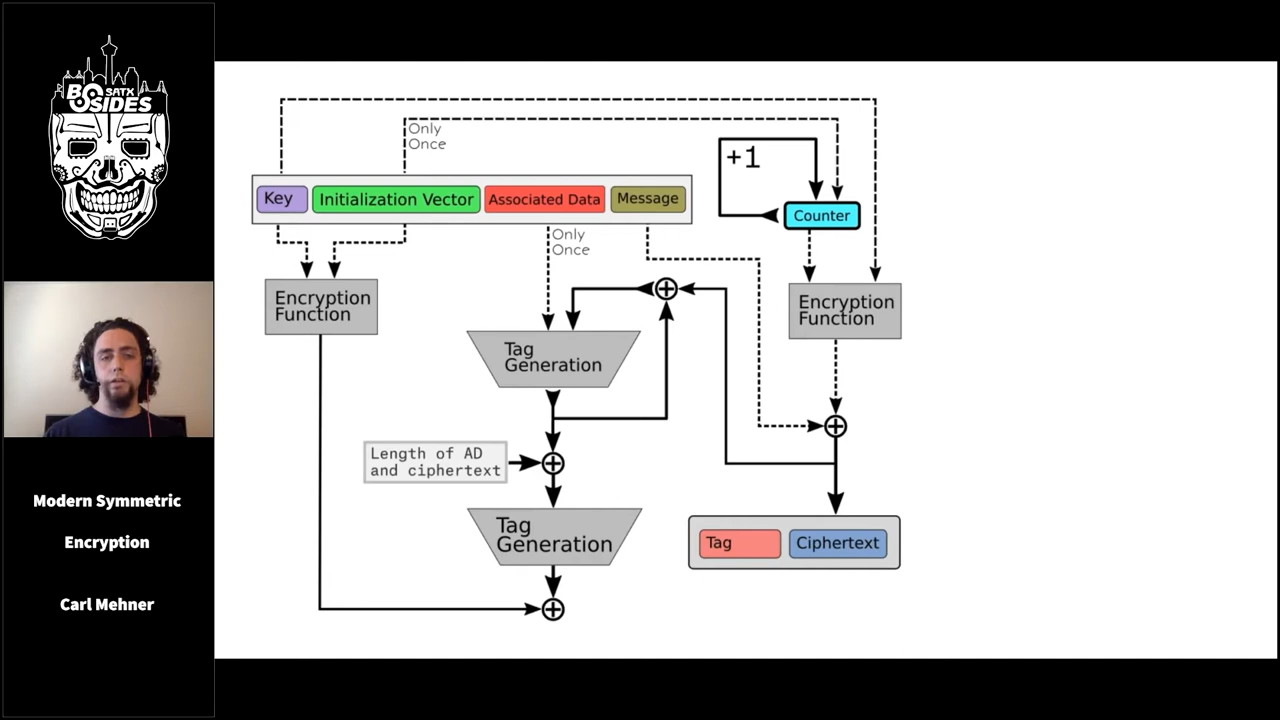 BSIDES
SATX
Modern Symmetric
Encryption
Carl Mehner
Only
Once
+1
Key
Initialization Vector
Associated Data
Message
Counter
Only
Once
Encryption
Function
Encryption
Function
Tag
Generation
Length of AD
and ciphertext
Tag
Generation
Tag
Ciphertext